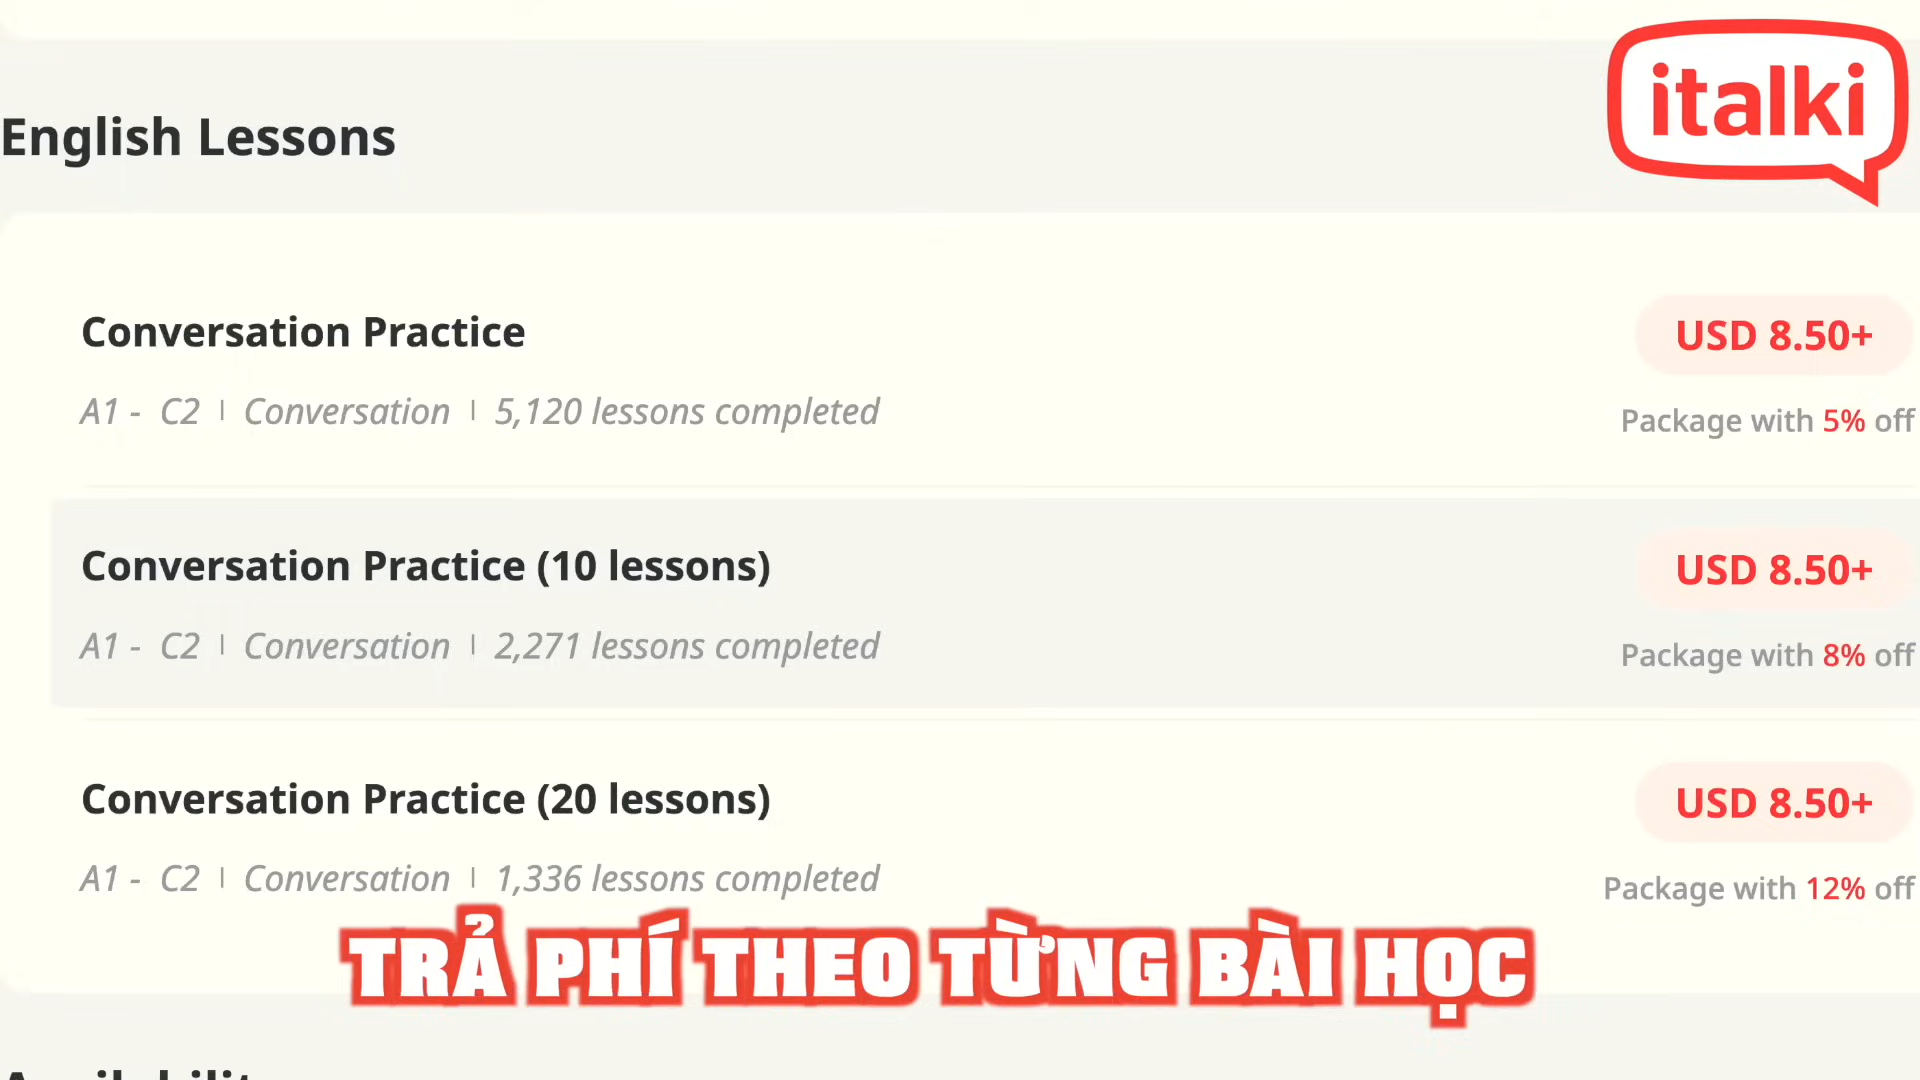 italki
English Lessons
Conversation Practice
USD 8.50+
A1 - C2 | Conversation | 5,120 lessons completed
Package with 5% off
Conversation Practice (10 lessons)
USD 8.50+
A1 - C2 | Conversation | 2,271 lessons completed
Package with 8% off
Conversation Practice (20 lessons)
USD 8.50+
A1 - C2 | Conversation | 1,336 lessons completed
Package with 12% off
TRẢ PHÍ THEO TỪNG BÀI HỌC